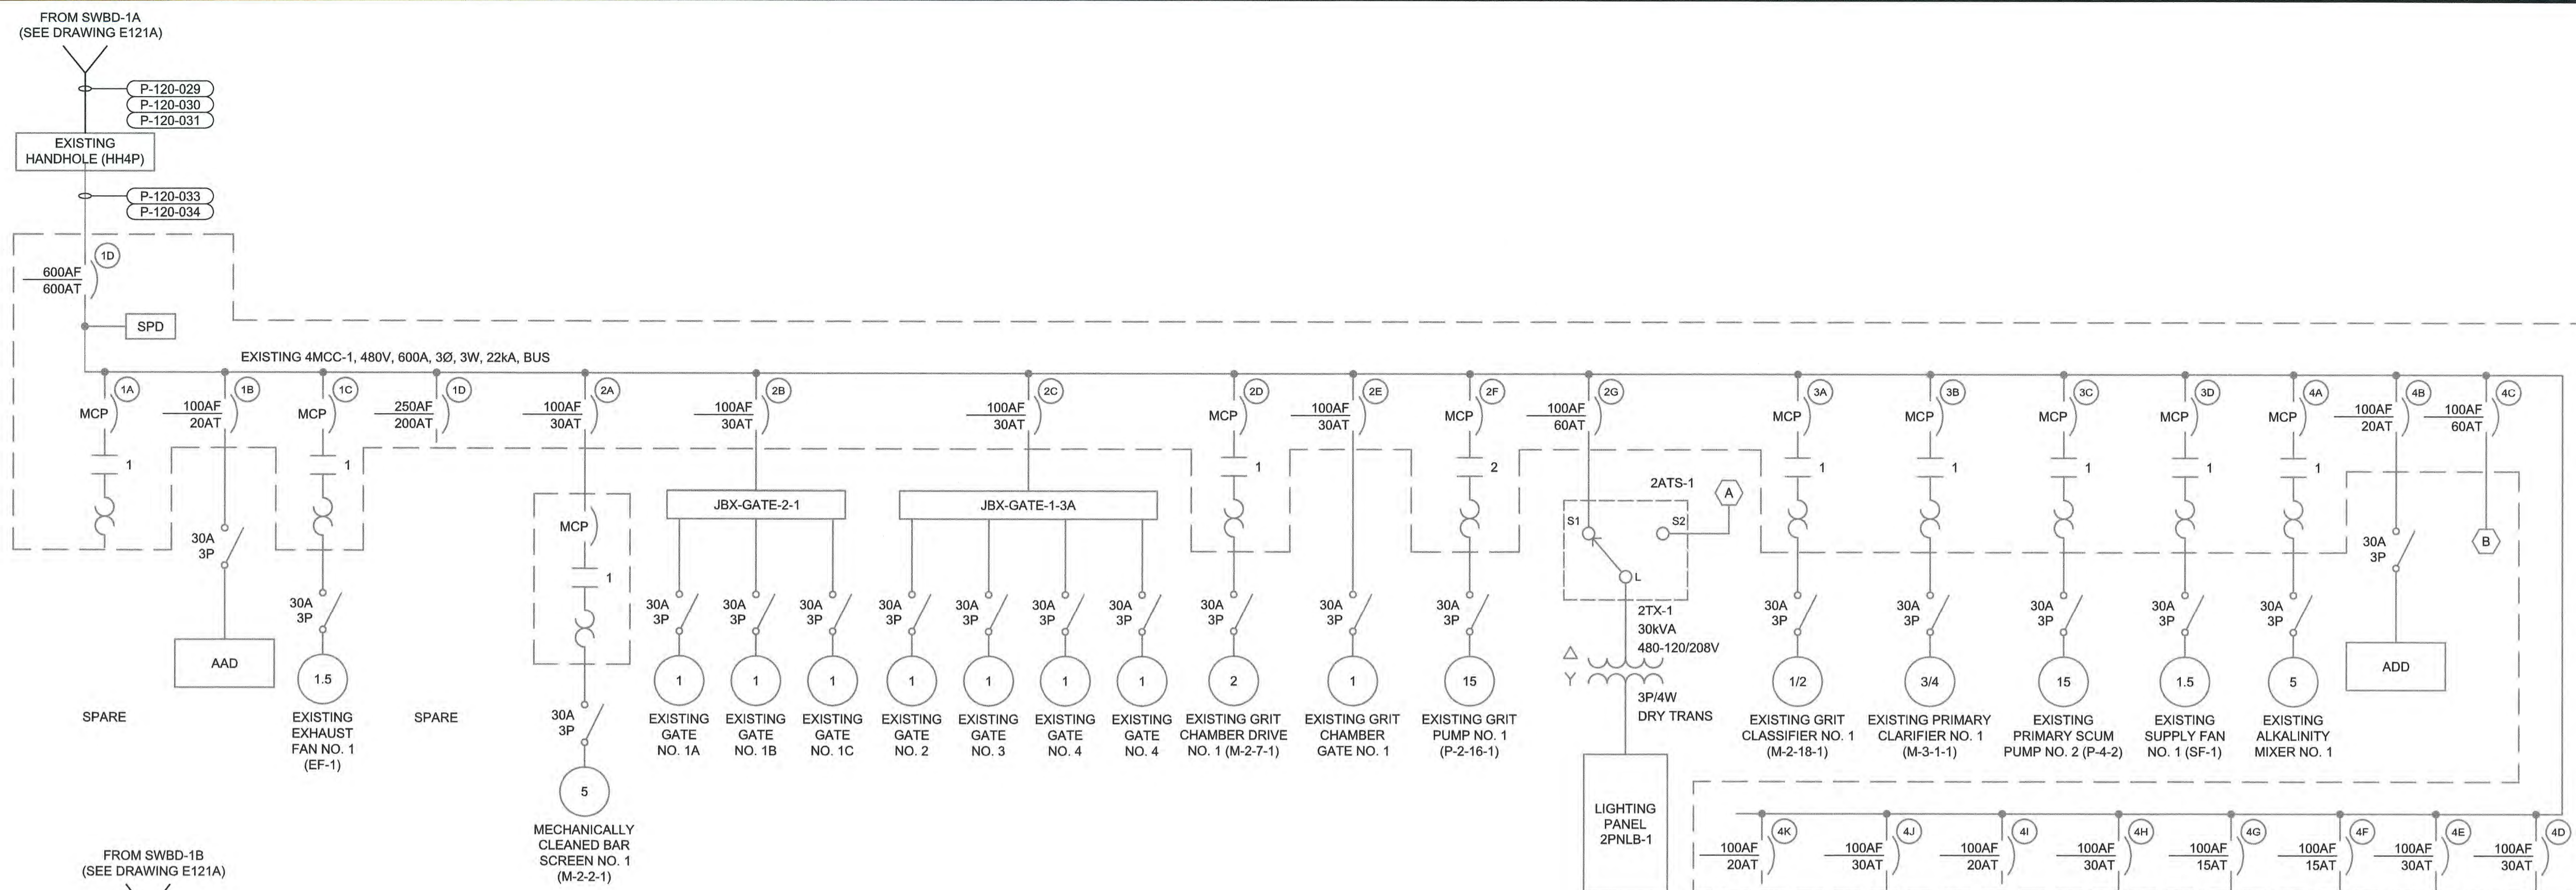 FROM SWBD-1A
(SEE DRAWING E121A)
P-120-029
P-120-030
P-120-031
EXISTING
HANDHOLE (HH4P)
P-120-033
P-120-034
1D
600AF
600AT
SPD
EXISTING 4MCC-1, 480V, 600A, 3Ø, 3W, 22kA, BUS
1A
MCP
1
SPARE
1B
100AF
20AT
30A
3P
AAD
1C
MCP
1
30A
3P
1.5
EXISTING
EXHAUST
FAN NO. 1
(EF-1)
1D
250AF
200AT
SPARE
2A
100AF
30AT
MCP
1
30A
3P
5
MECHANICALLY
CLEANED BAR
SCREEN NO. 1
(M-2-2-1)
2B
100AF
30AT
JBX-GATE-2-1
30A
3P
1
EXISTING
GATE
NO. 1A
30A
3P
1
EXISTING
GATE
NO. 1B
30A
3P
1
EXISTING
GATE
NO. 1C
2C
100AF
30AT
JBX-GATE-1-3A
30A
3P
1
EXISTING
GATE
NO. 2
30A
3P
1
EXISTING
GATE
NO. 3
30A
3P
1
EXISTING
GATE
NO. 4
30A
3P
1
EXISTING
GATE
NO. 4
2D
MCP
1
30A
3P
2
EXISTING GRIT
CHAMBER DRIVE
NO. 1 (M-2-7-1)
2E
100AF
30AT
30A
3P
1
EXISTING GRIT
CHAMBER
GATE NO. 1
2F
MCP
2
30A
3P
15
EXISTING GRIT
PUMP NO. 1
(P-2-16-1)
2G
100AF
60AT
2ATS-1
A
S1
S2
L
2TX-1
30kVA
480-120/208V
Δ
Y
3P/4W
DRY TRANS
LIGHTING
PANEL
2PNLB-1
3A
MCP
1
30A
3P
1/2
EXISTING GRIT
CLASSIFIER NO. 1
(M-2-18-1)
3B
MCP
1
30A
3P
3/4
EXISTING PRIMARY
CLARIFIER NO. 1
(M-3-1-1)
3C
MCP
1
30A
3P
15
EXISTING
PRIMARY SCUM
PUMP NO. 2 (P-4-2)
3D
MCP
1
30A
3P
1.5
EXISTING
SUPPLY FAN
NO. 1 (SF-1)
4A
MCP
1
30A
3P
5
EXISTING
ALKALINITY
MIXER NO. 1
4B
100AF
20AT
30A
3P
ADD
4C
100AF
60AT
B
4K
100AF
20AT
4J
100AF
30AT
4I
100AF
20AT
4H
100AF
30AT
4G
100AF
15AT
4F
100AF
15AT
4E
100AF
30AT
4D
100AF
30AT
FROM SWBD-1B
(SEE DRAWING E121A)